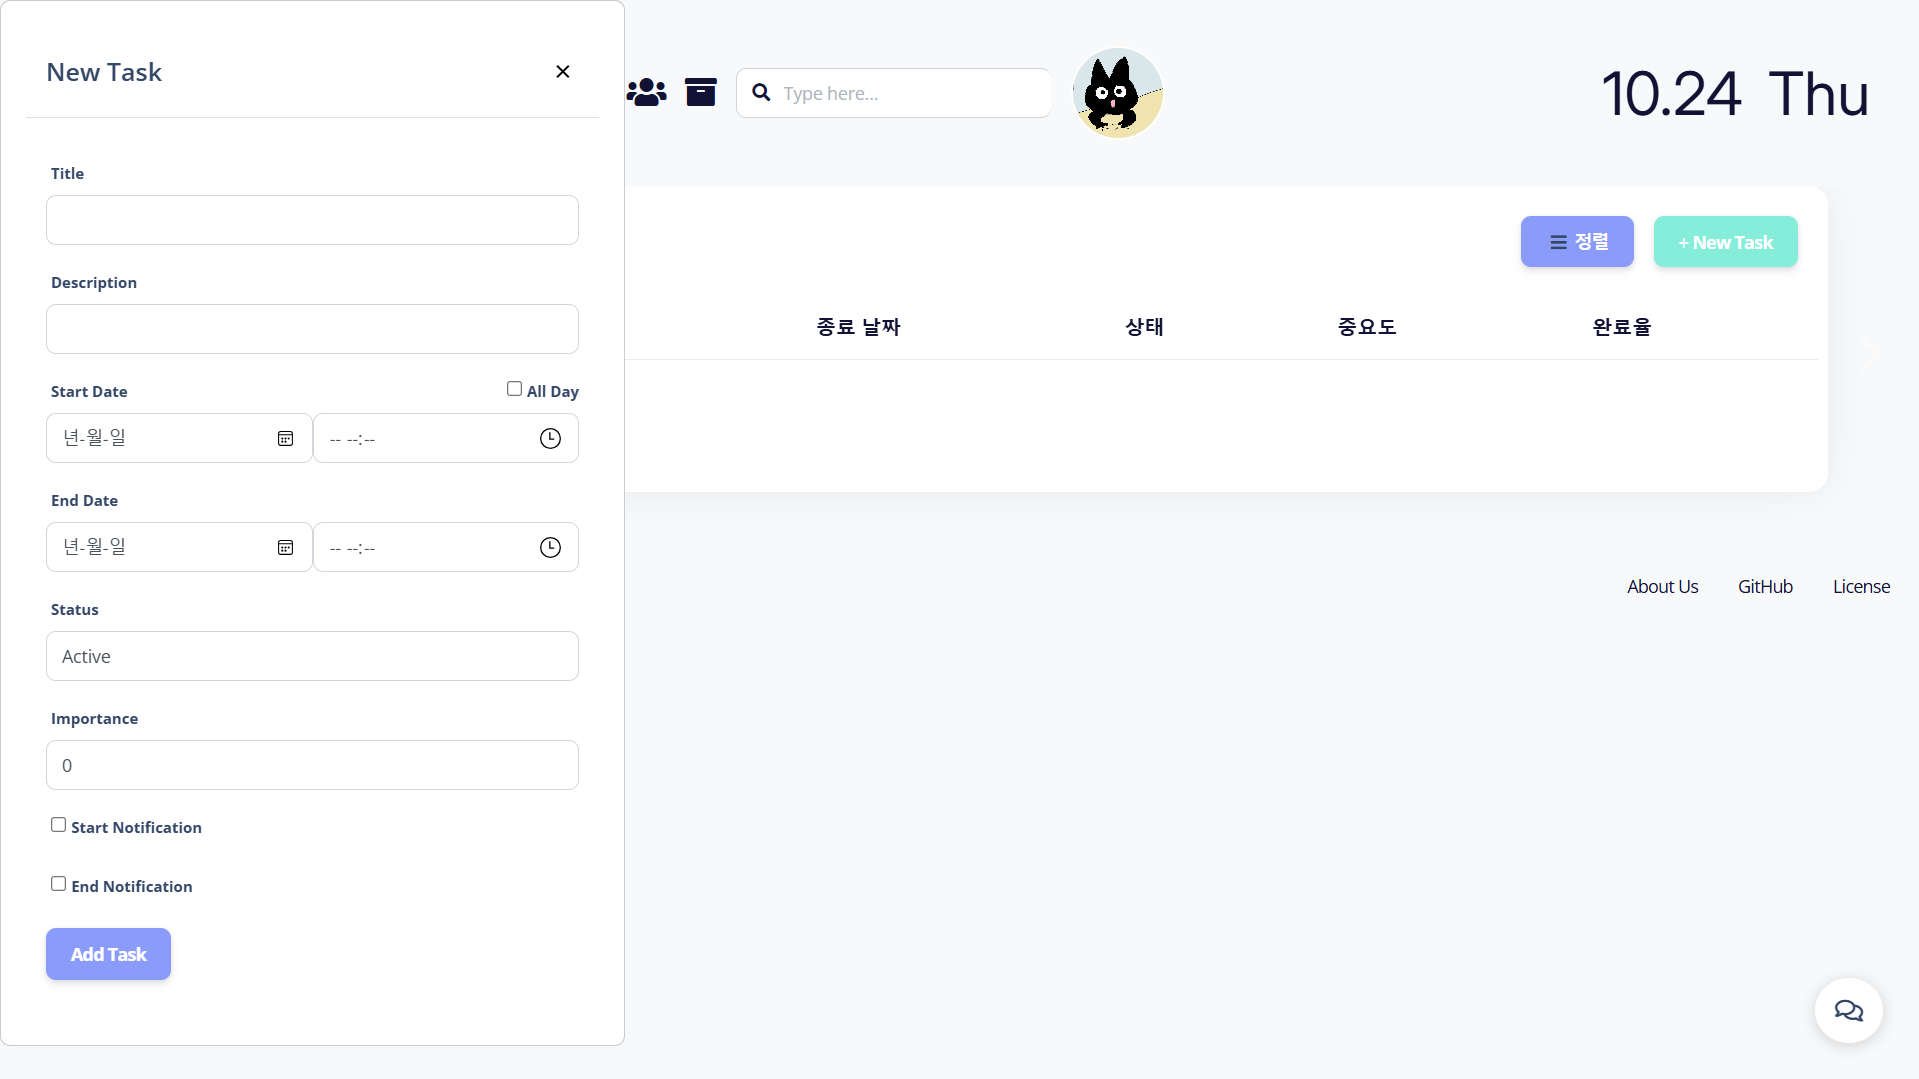 New Task
Title
Description
Start Date
All Day
년-월-일
-- --:--
End Date
년-월-일
-- --:--
Status
Active
Importance
0
Start Notification
End Notification
Add Task
Type here...
10.24 Thu
정렬
+ New Task
종료 날짜
상태
중요도
완료율
About Us
GitHub
License